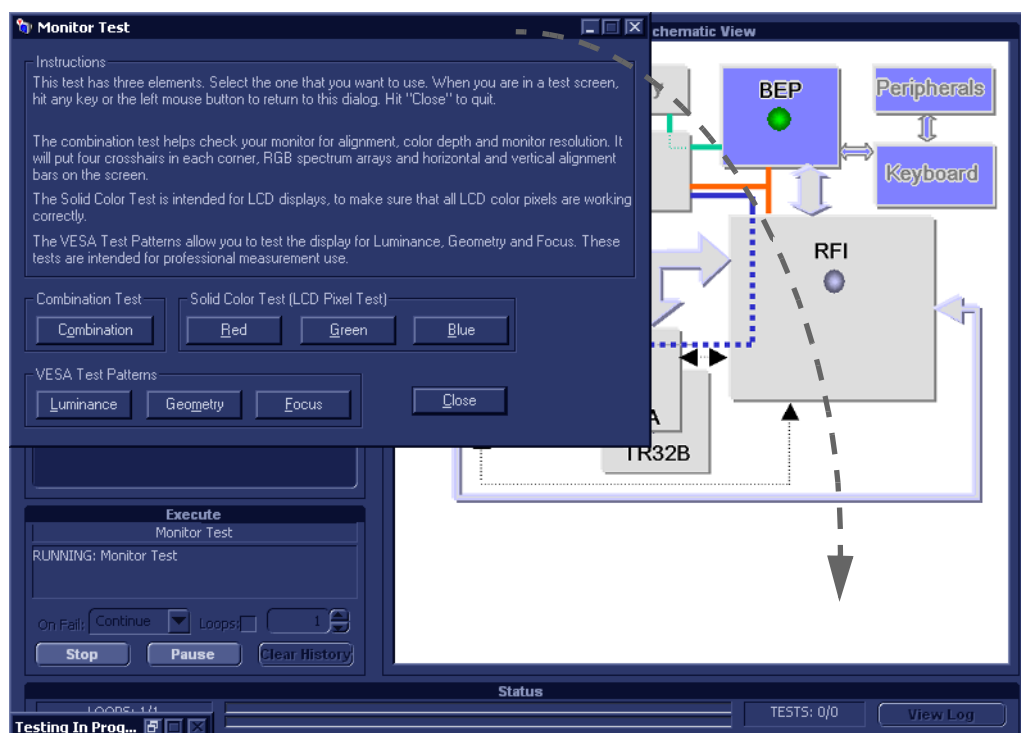 Monitor Test
chematic View
Instructions
This test has three elements. Select the one that you want to use. When you are in a test screen,
hit any key or the left mouse button to return to this dialog. Hit "Close" to quit.
The combination test helps check your monitor for alignment, color depth and monitor resolution. It
will put four crosshairs in each corner, RGB spectrum arrays and horizontal and vertical alignment
bars on the screen.
The Solid Color Test is intended for LCD displays, to make sure that all LCD color pixels are working
correctly.
The VESA Test Patterns allow you to test the display for Luminance, Geometry and Focus. These
tests are intended for professional measurement use.
Combination Test
Combination
Solid Color Test (LCD Pixel Test)
Red Green Blue
VESA Test Patterns
Luminance Geometry Focus
Close
BEP
Peripherals
Keyboard
RFI
A
TR32B
Execute
Monitor Test
RUNNING: Monitor Test
On Fail: Continue Loops: 1
Stop Pause Clear History
Status
LOOPS: 1/1
TESTS: 0/0
View Log
Testing In Prog...